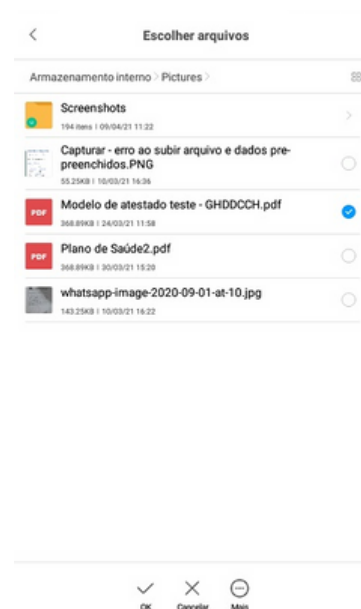 Escolher arquivos
Armazenamento interno > Pictures >
Screenshots
194 itens | 09/04/21 11:22
Capturar - erro ao subir arquivo e dados pre-
preenchidos.PNG
55.25KB | 10/03/21 16:36
PDF
Modelo de atestado teste - GHDDCCH.pdf
368.89KB | 24/03/21 11:58
PDF
Plano de Saúde2.pdf
368.89KB | 30/03/21 15:20
whatsapp-image-2020-09-01-at-10.jpg
143.25KB | 10/03/21 16:22
OK Cancelar Mais